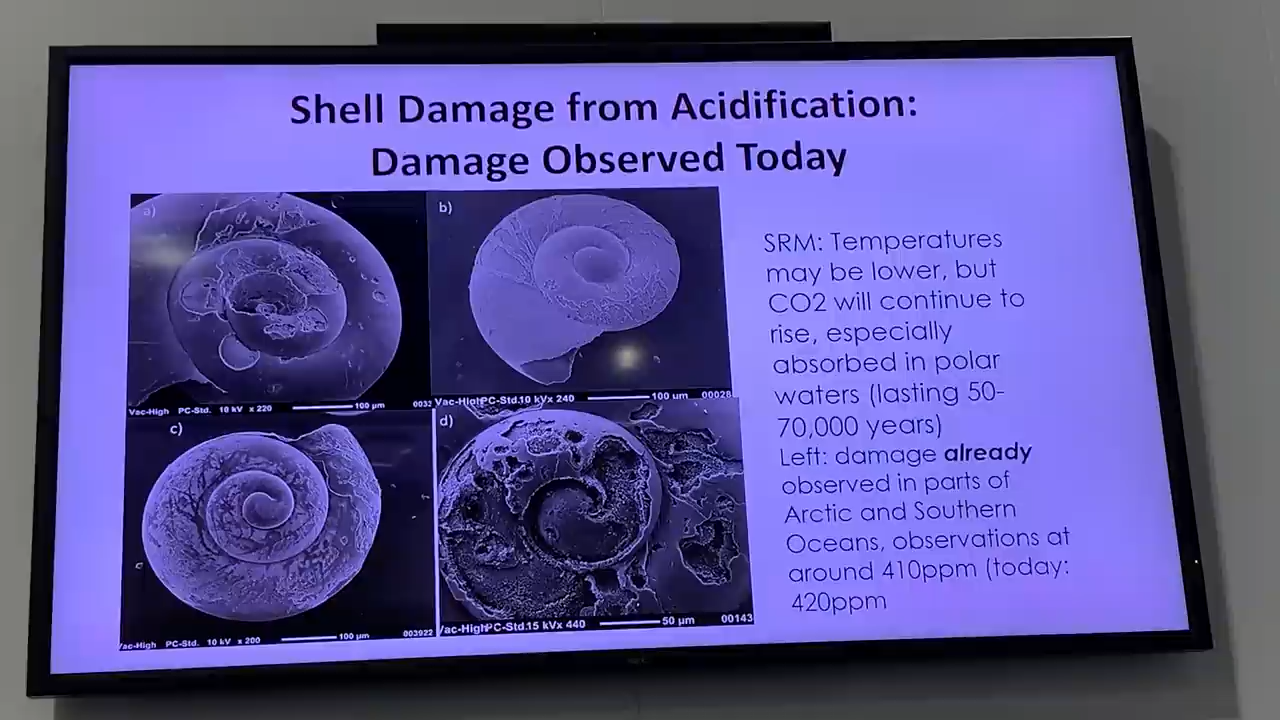 Shell Damage from Acidification:
Damage Observed Today
a)
b)
Vac-High PC-Std. 10 kV x 220 100 µm 0032
Vac-High PC-Std. 10 kV x 240 100 µm 00028
c)
d)
Vac-High PC-Std. 10 kV x 200 100 µm 003922
Vac-High PC-Std. 15 kV x 440 50 µm 00143
SRM: Temperatures
may be lower, but
CO2 will continue to
rise, especially
absorbed in polar
waters (lasting 50-
70,000 years)
Left: damage already
observed in parts of
Arctic and Southern
Oceans, observations at
around 410ppm (today:
420ppm